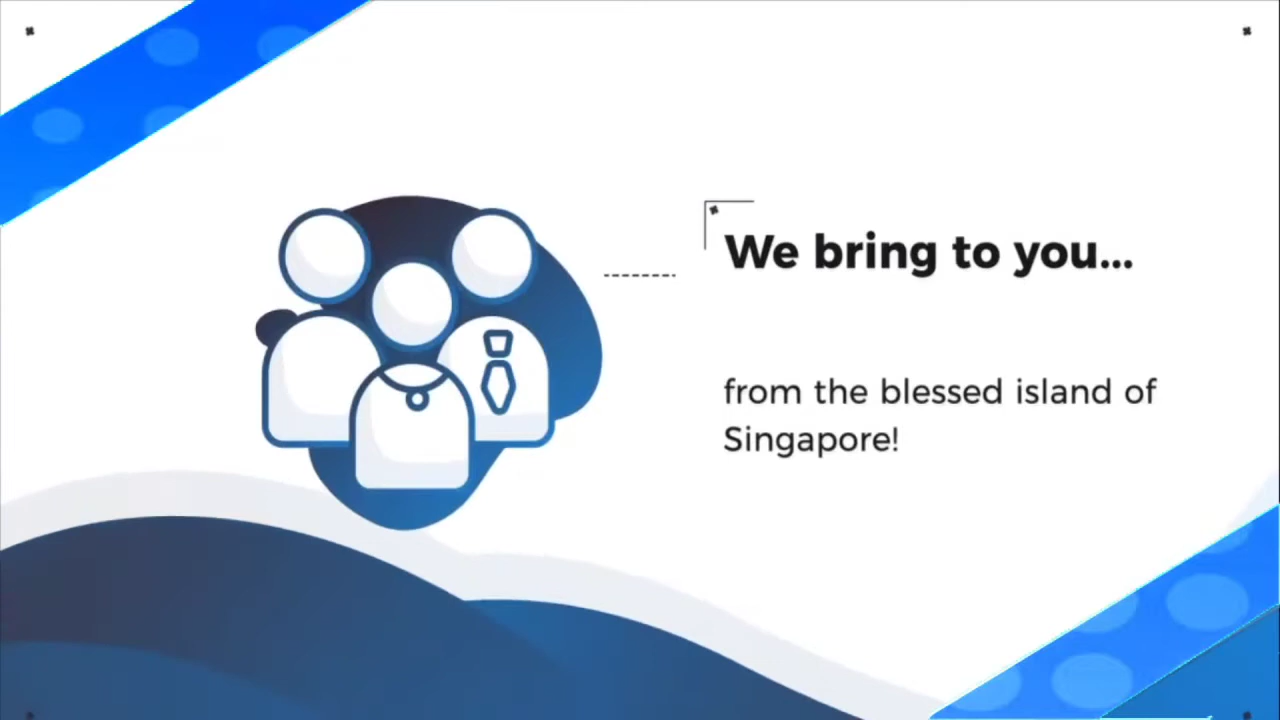 We bring to you...
from the blessed island of
Singapore!